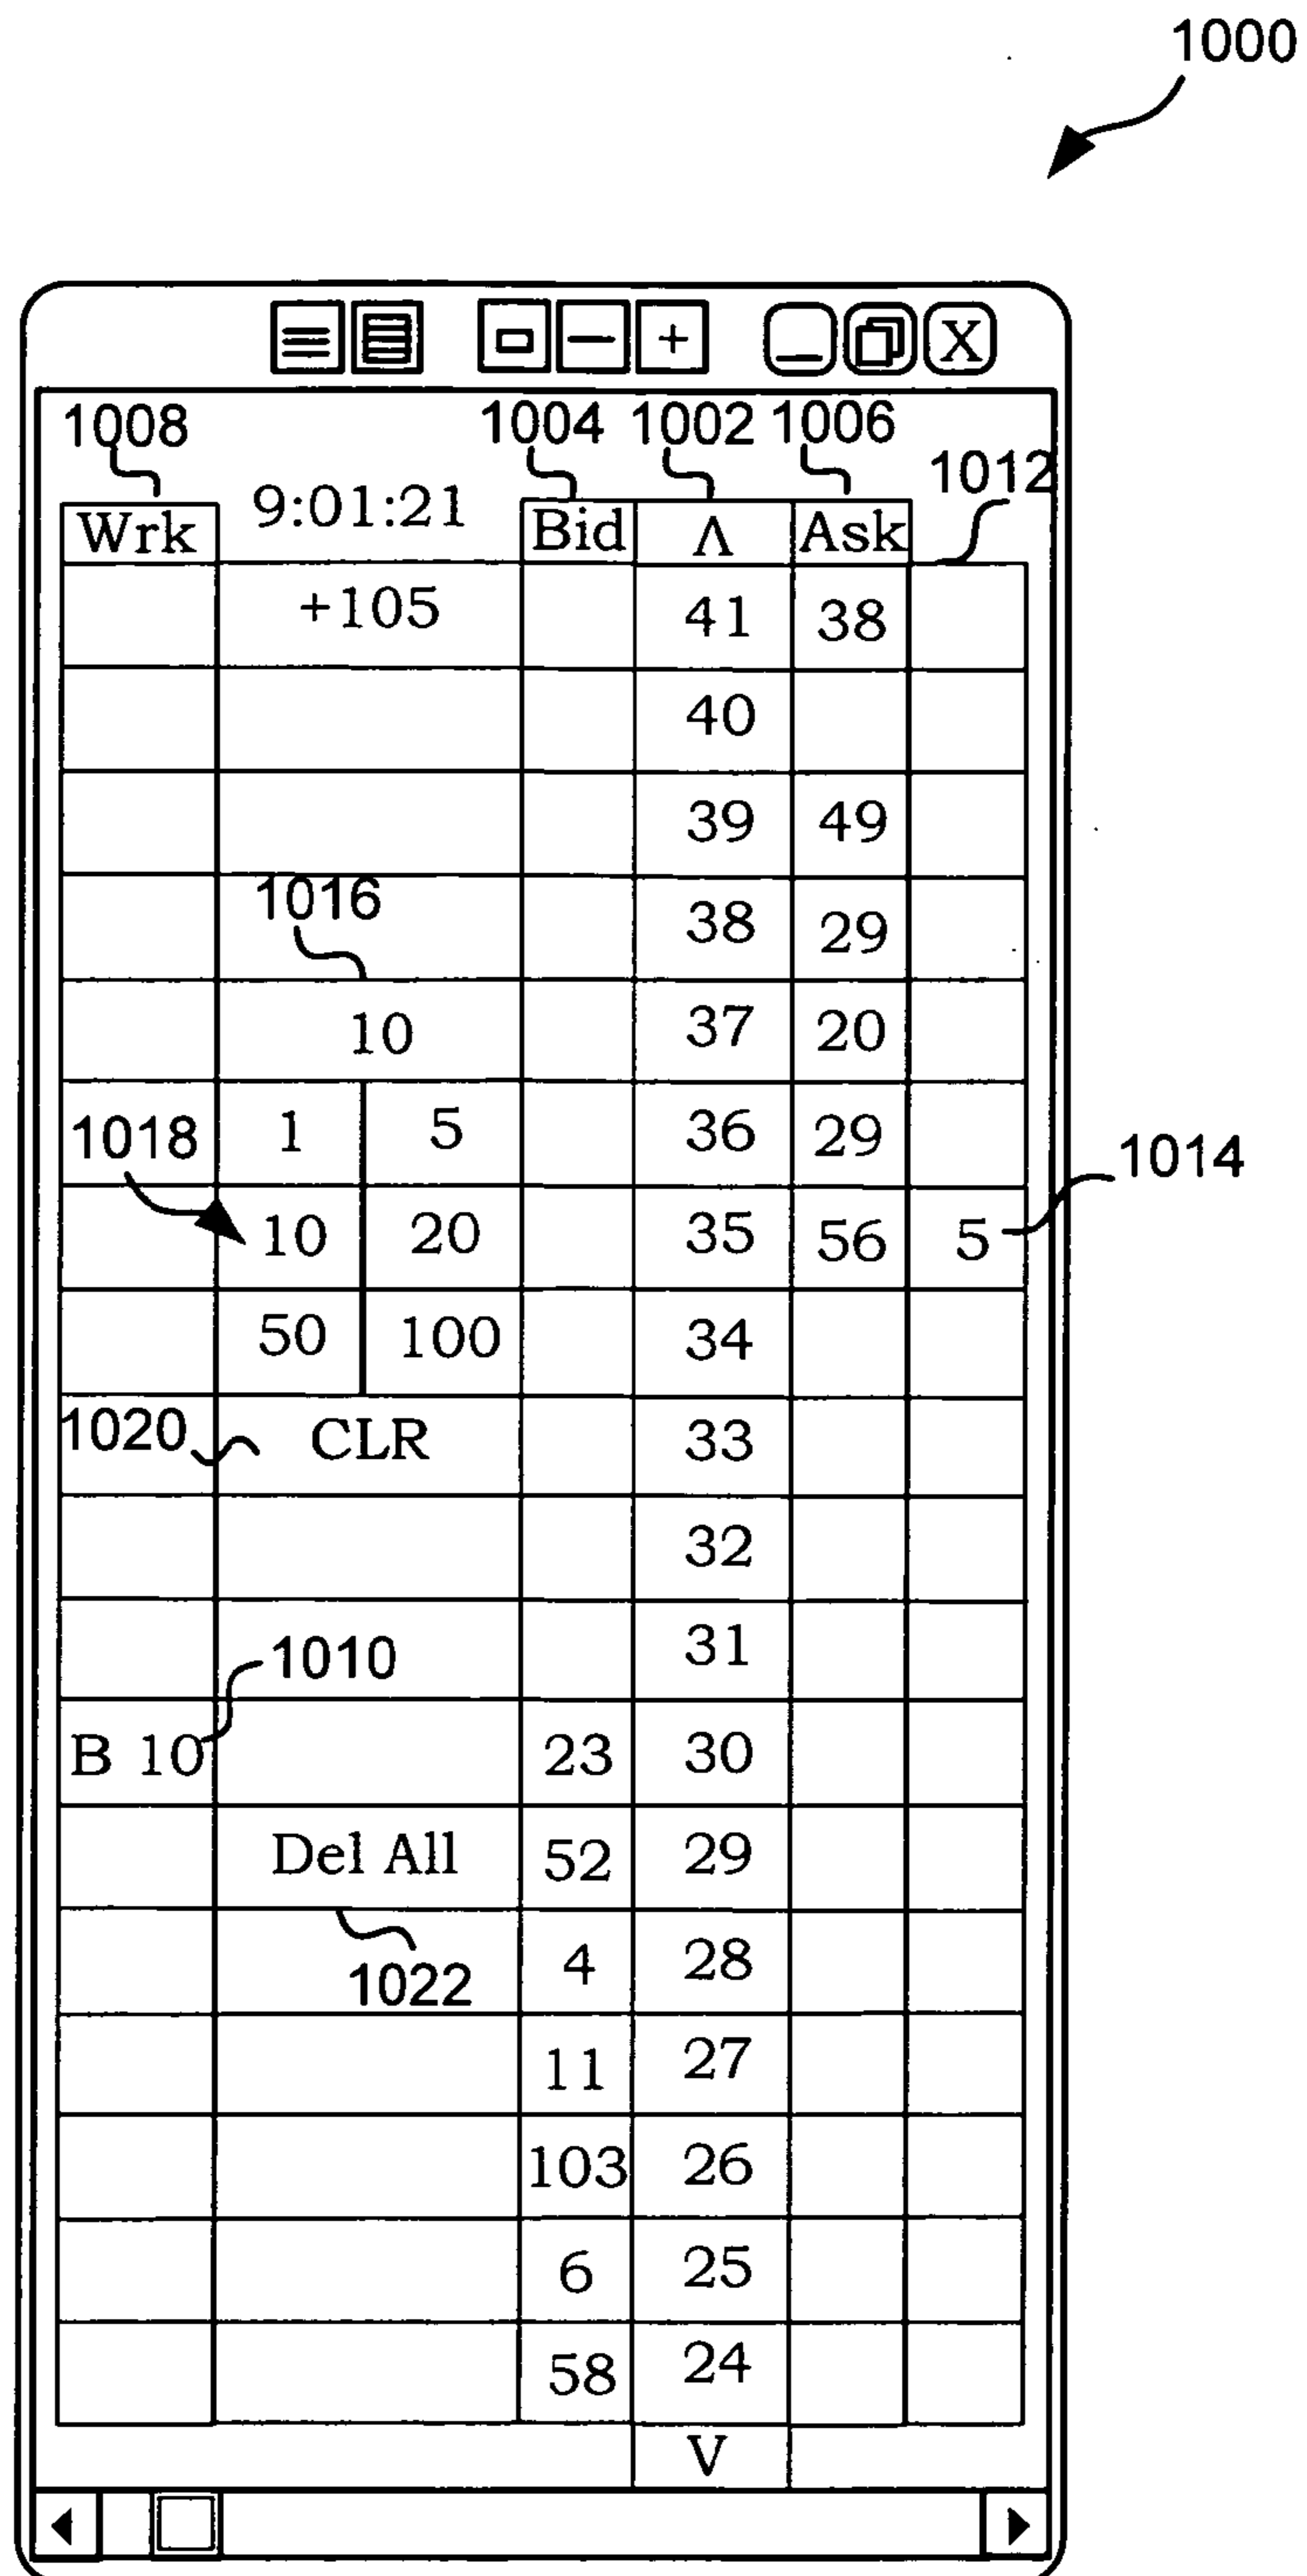 1000
X
1008 1004 1002 1006 1012
Wrk 9:01:21 Bid Λ Ask
+105 41 38
40
39 49
1016 38 29
10 37 20
1018 1 5 36 29 1014
10 20 35 56 5
50 100 34
1020 CLR 33
32
1010 31
B 10 23 30
Del All 52 29
1022 4 28
11 27
103 26
6 25
58 24
V